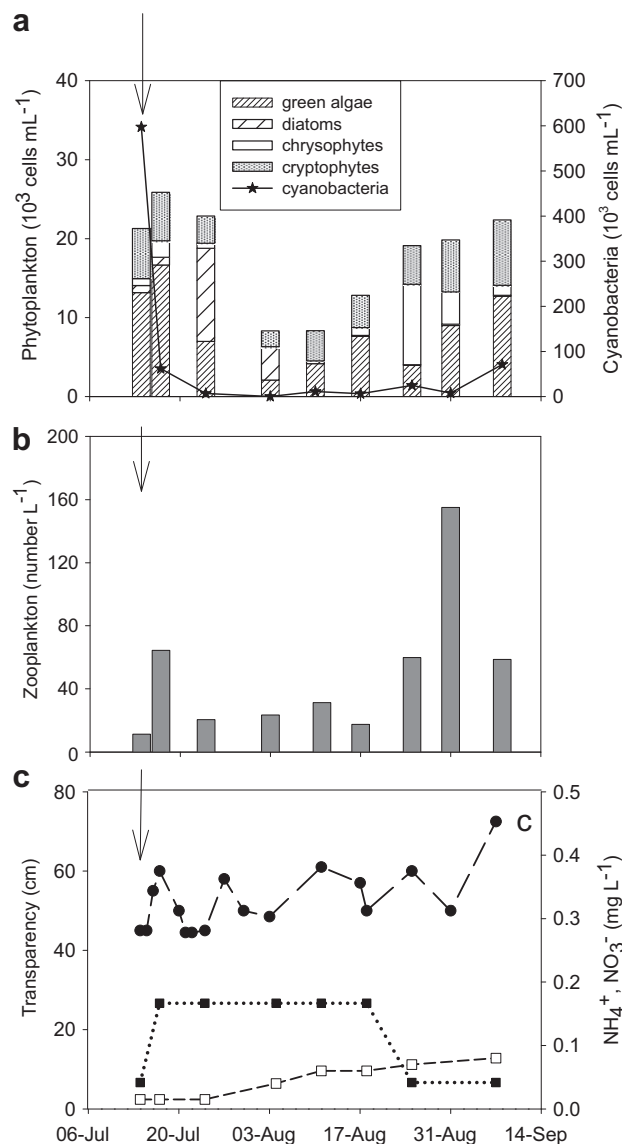 a
40
30
20
10
0
Phytoplankton (10³ cells mL⁻¹)
green algae
diatoms
chrysophytes
cryptophytes
cyanobacteria
700
600
500
400
300
200
100
0
Cyanobacteria (10³ cells mL⁻¹)
b
200
160
120
80
40
0
Zooplankton (number L⁻¹)
c
80
60
40
20
0
Transparency (cm)
C
0.5
0.4
0.3
0.2
0.1
0.0
NH₄⁺, NO₃⁻ (mg L⁻¹)
06-Jul 20-Jul 03-Aug 17-Aug 31-Aug 14-Sep